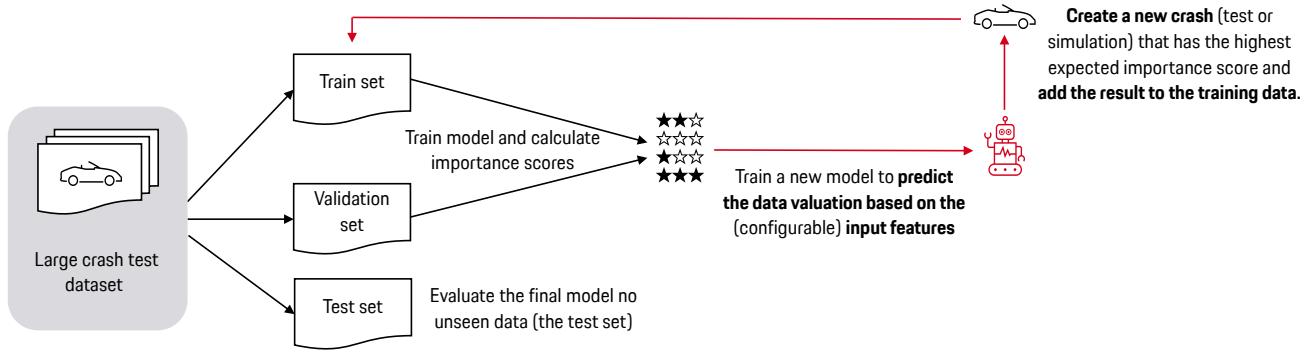 Large crash test
dataset
Train set
Validation
set
Test set
Train model and calculate
importance scores
Evaluate the final model no
unseen data (the test set)
Train a new model to predict
the data valuation based on the
(configurable) input features
Create a new crash (test or
simulation) that has the highest
expected importance score and
add the result to the training data.